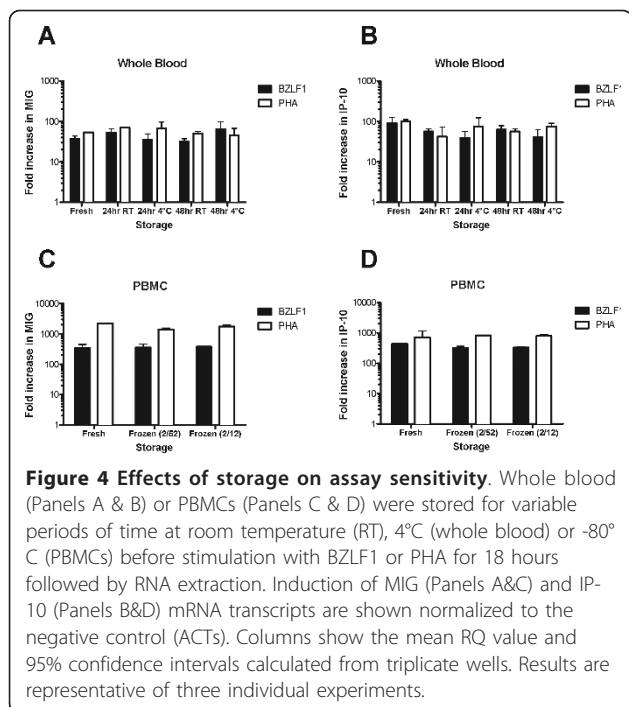 A
Whole Blood
Fold increase in MIG
1000
100
10
1
Fresh 24hr RT 24hr 4°C 48hr RT 48hr 4°C
Storage
BZLF1
PHA
B
Whole Blood
Fold increase in IP-10
1000
100
10
1
Fresh 24hr RT 24hr 4°C 48hr RT 48hr 4°C
Storage
BZLF'
PHA
C
PBMC
Fold increase in MIG
10000
1000
100
10
1
Fresh Frozen (2/52) Frozen (2/12)
Storage
BZLF1
PHA
D
PBMC
Fold increase in IP-10
10000
1000
100
10
1
Fresh Frozen (2/52) Frozen (2/12)
Storage
BZLF'
PHA
Figure 4 Effects of storage on assay sensitivity. Whole blood
(Panels A & B) or PBMCs (Panels C & D) were stored for variable
periods of time at room temperature (RT), 4°C (whole blood) or -80°
C (PBMCs) before stimulation with BZLF1 or PHA for 18 hours
followed by RNA extraction. Induction of MIG (Panels A&C) and IP-
10 (Panels B&D) mRNA transcripts are shown normalized to the
negative control (ACTs). Columns show the mean RQ value and
95% confidence intervals calculated from triplicate wells. Results are
representative of three individual experiments.